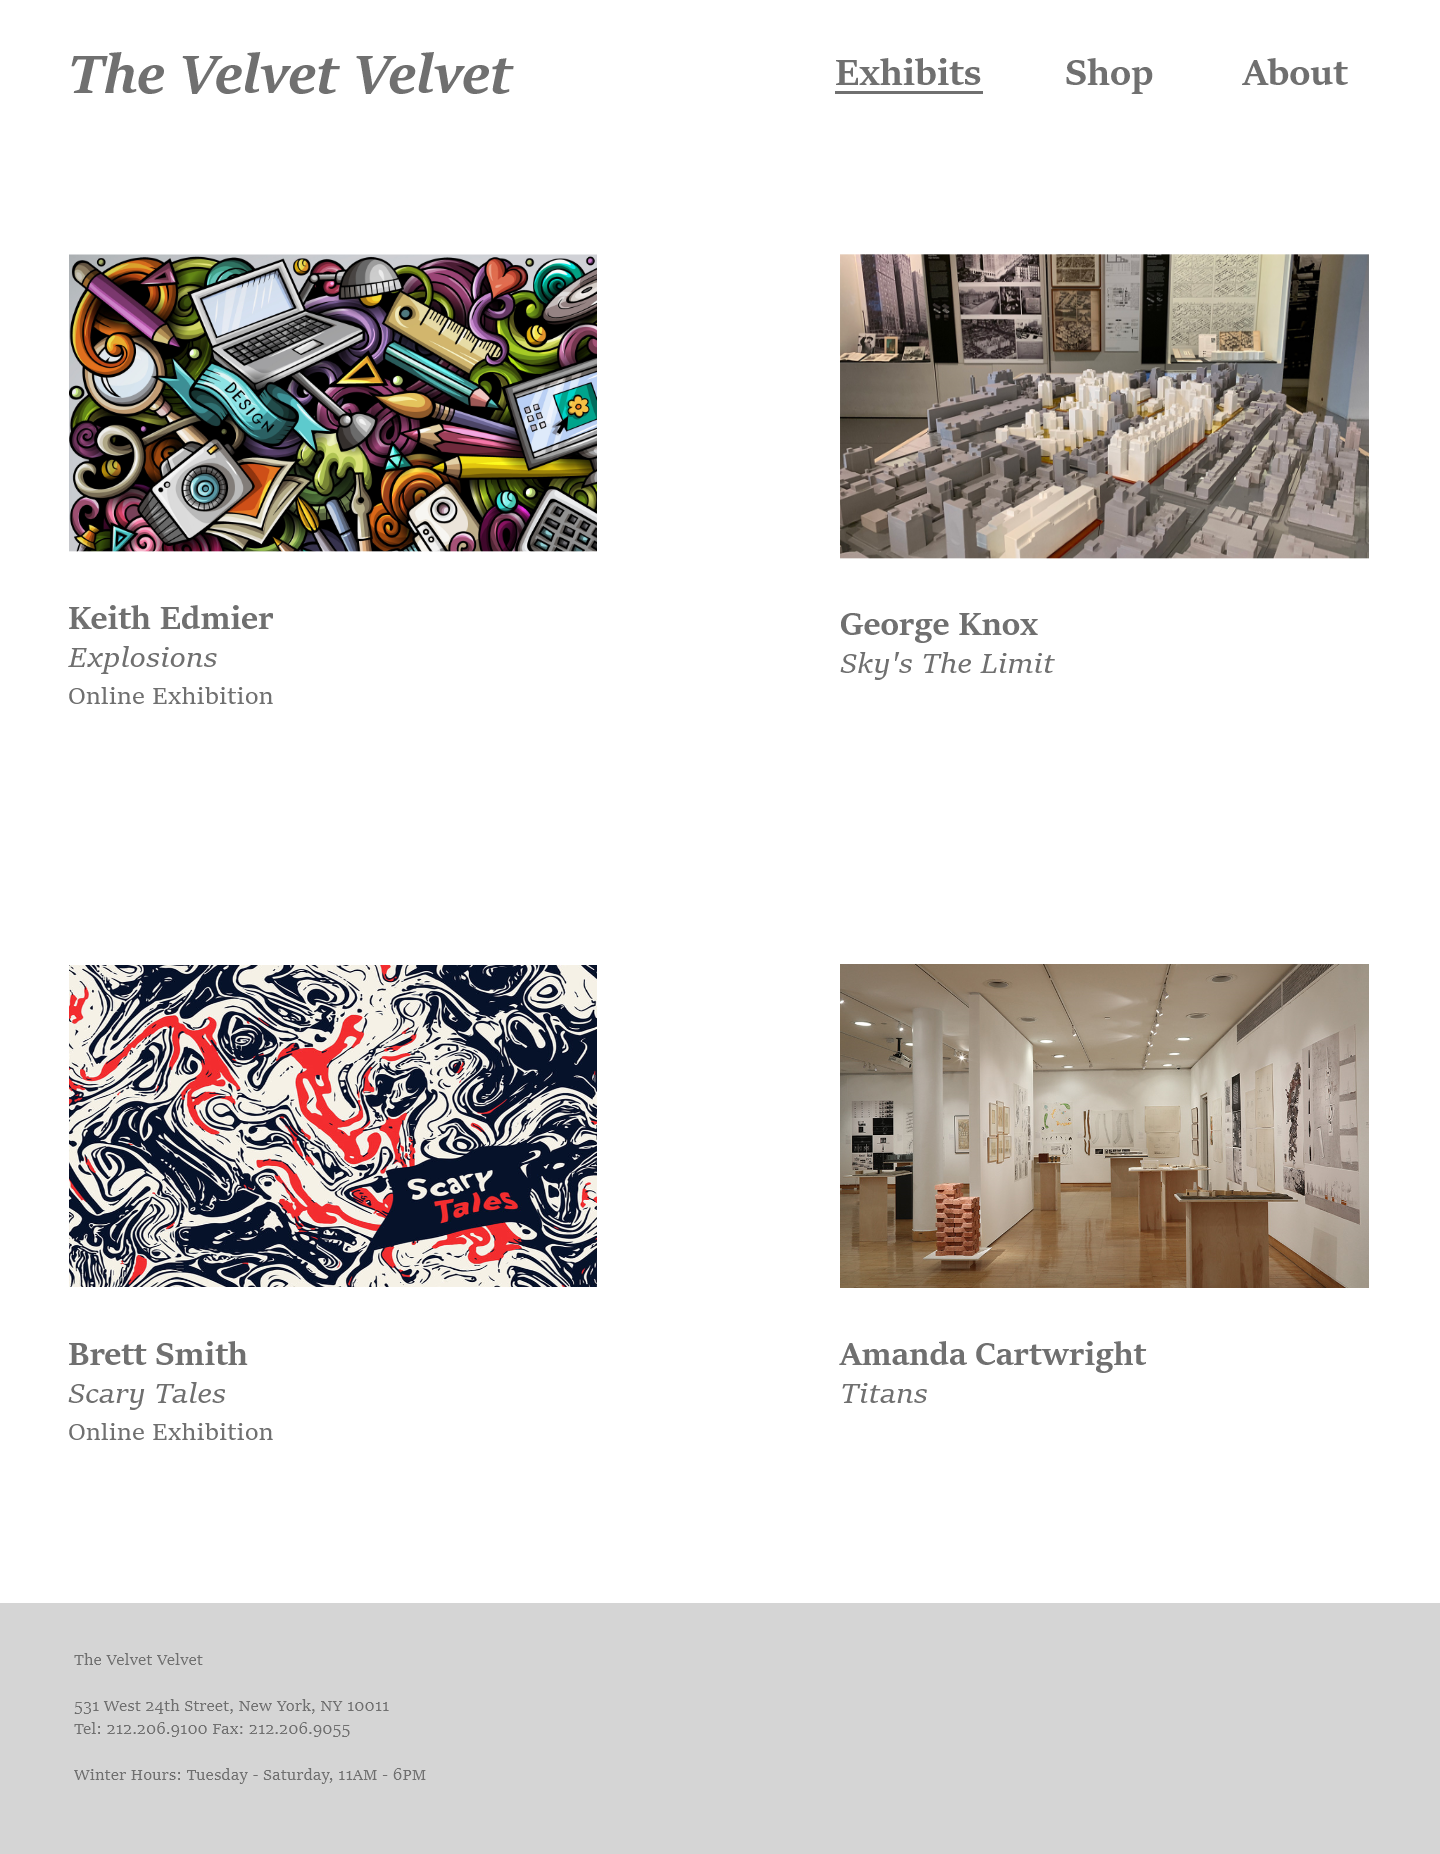 The Velvet Velvet
Exhibits
Shop
About
DESIGN
Keith Edmier
Explosions
Online Exhibition
George Knox
Sky's The Limit
Scary
Tales
Brett Smith
Scary Tales
Online Exhibition
Amanda Cartwright
Titans
The Velvet Velvet
531 West 24th Street, New York, NY 10011
Tel: 212.206.9100 Fax: 212.206.9055
Winter Hours: Tuesday - Saturday, 11AM - 6PM